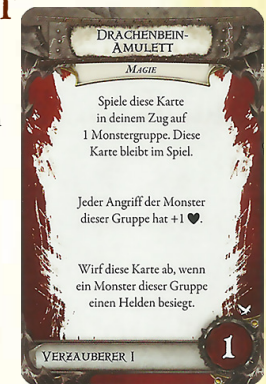 DRACHENBEIN-
AMULETT
MAGIE
Spiele diese Karte
in deinem Zug auf
1 Monstergruppe. Diese
Karte bleibt im Spiel.
Jeder Angriff der Monster
dieser Gruppe hat +1 ♥.
Wirf diese Karte ab, wenn
ein Monster dieser Gruppe
einen Helden besiegt.
VERZAUBERER 1
1